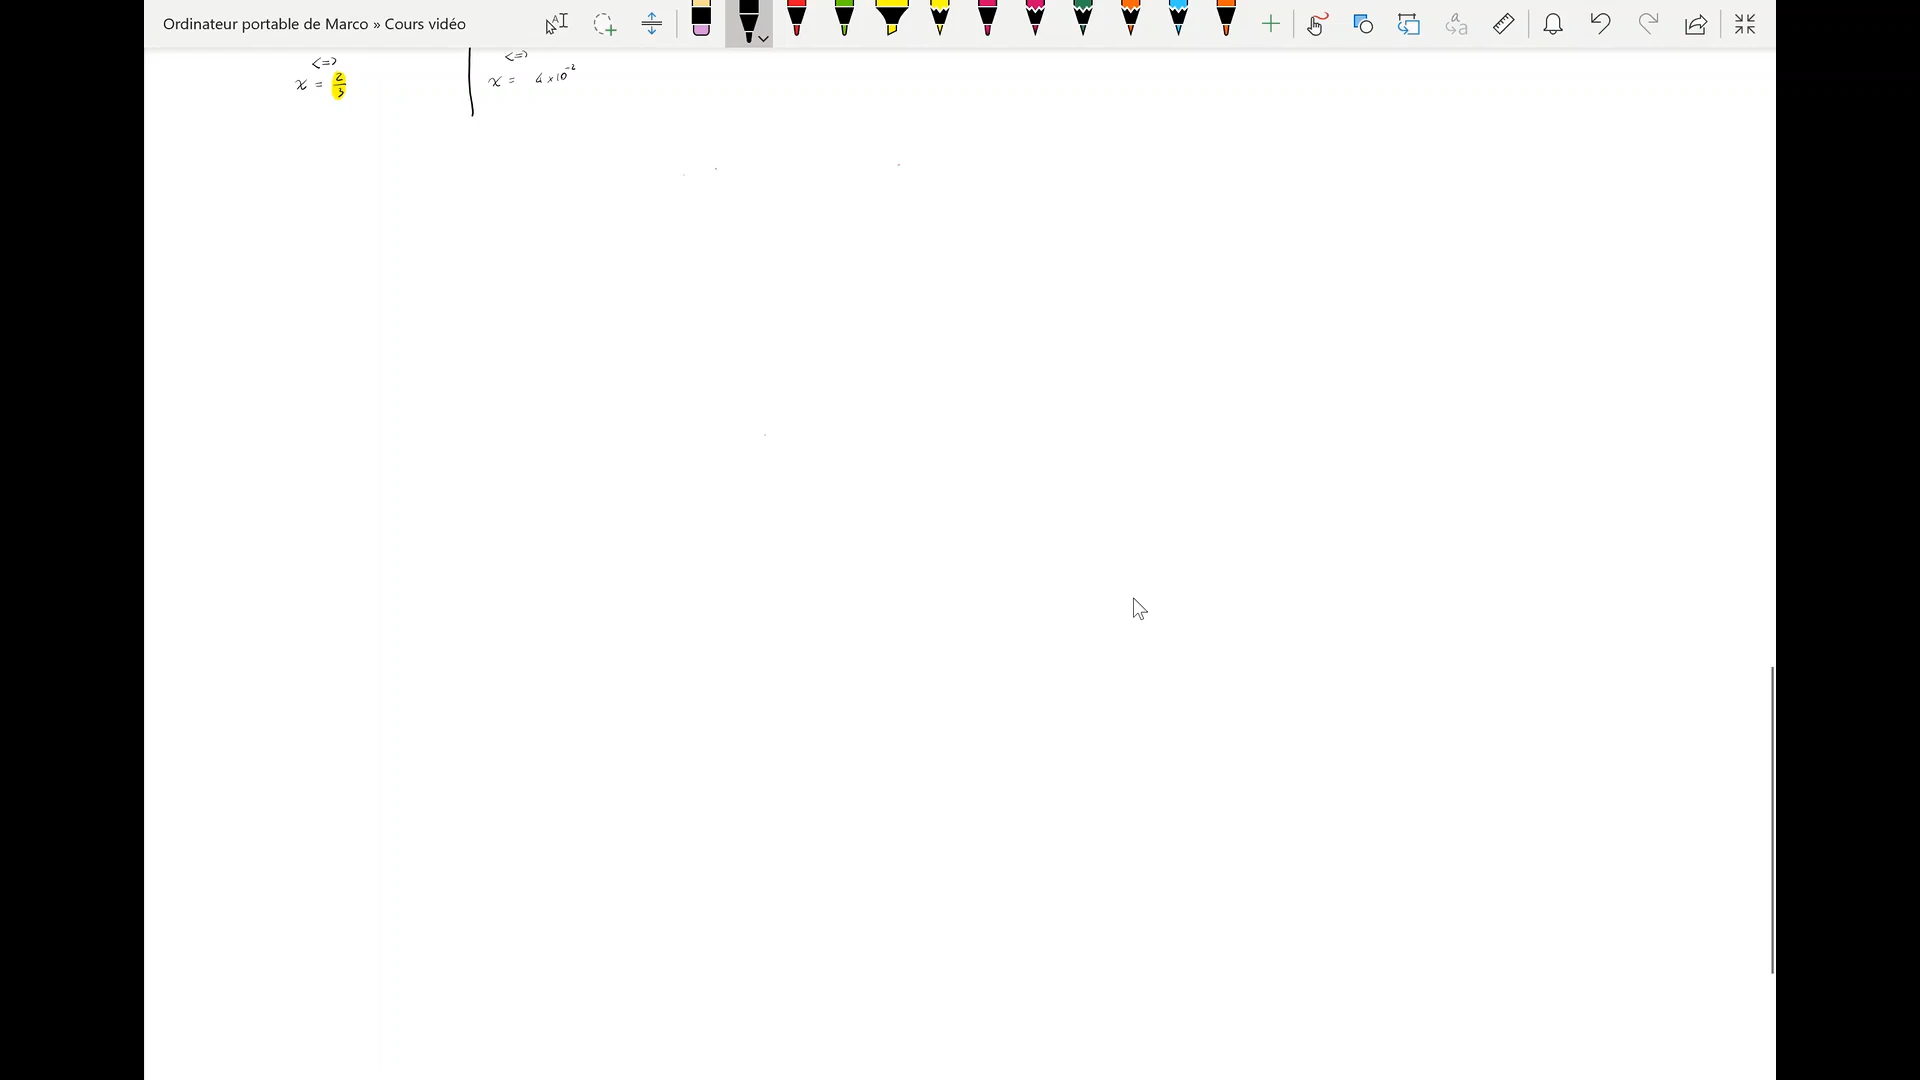 Ordinateur portable de Marco » Cours vidéo
<=>
x = 2/3
<=>
x = 4 x 10^-2